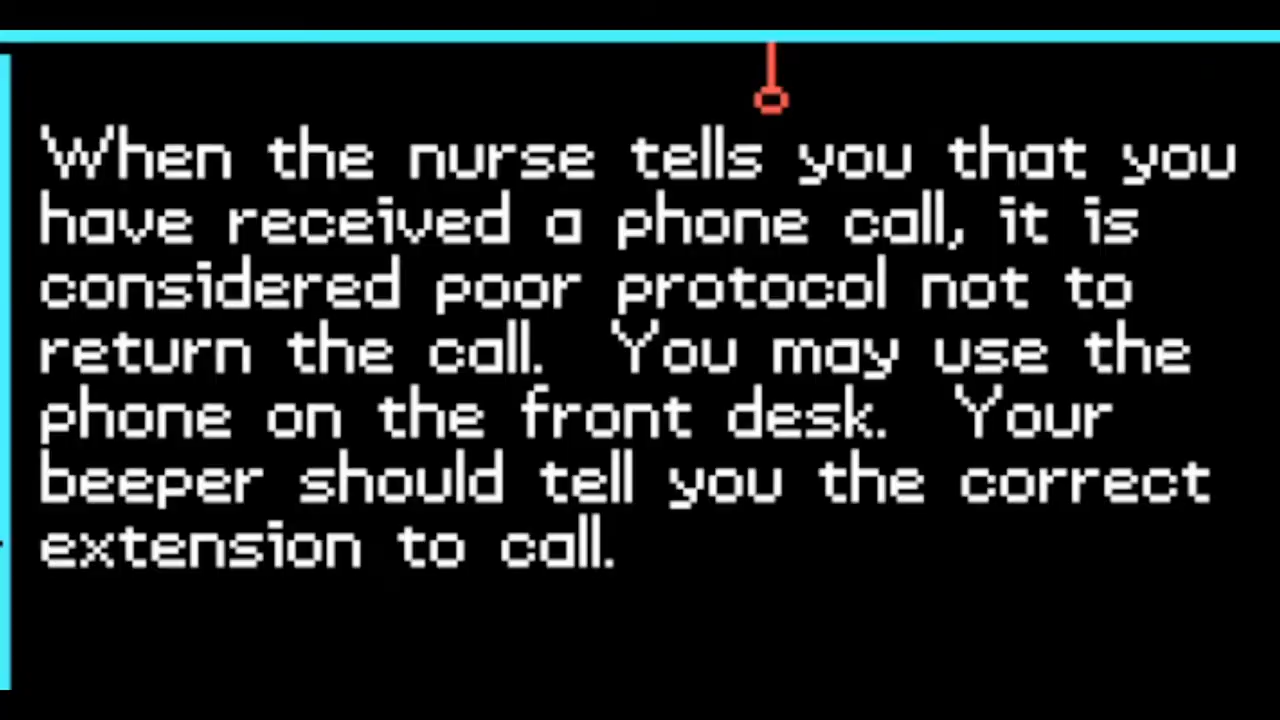 When the nurse tells you that you
have received a phone call, it is
considered poor protocol not to
return the call.  You may use the
phone on the front desk.  Your
beeper should tell you the correct
extension to call.